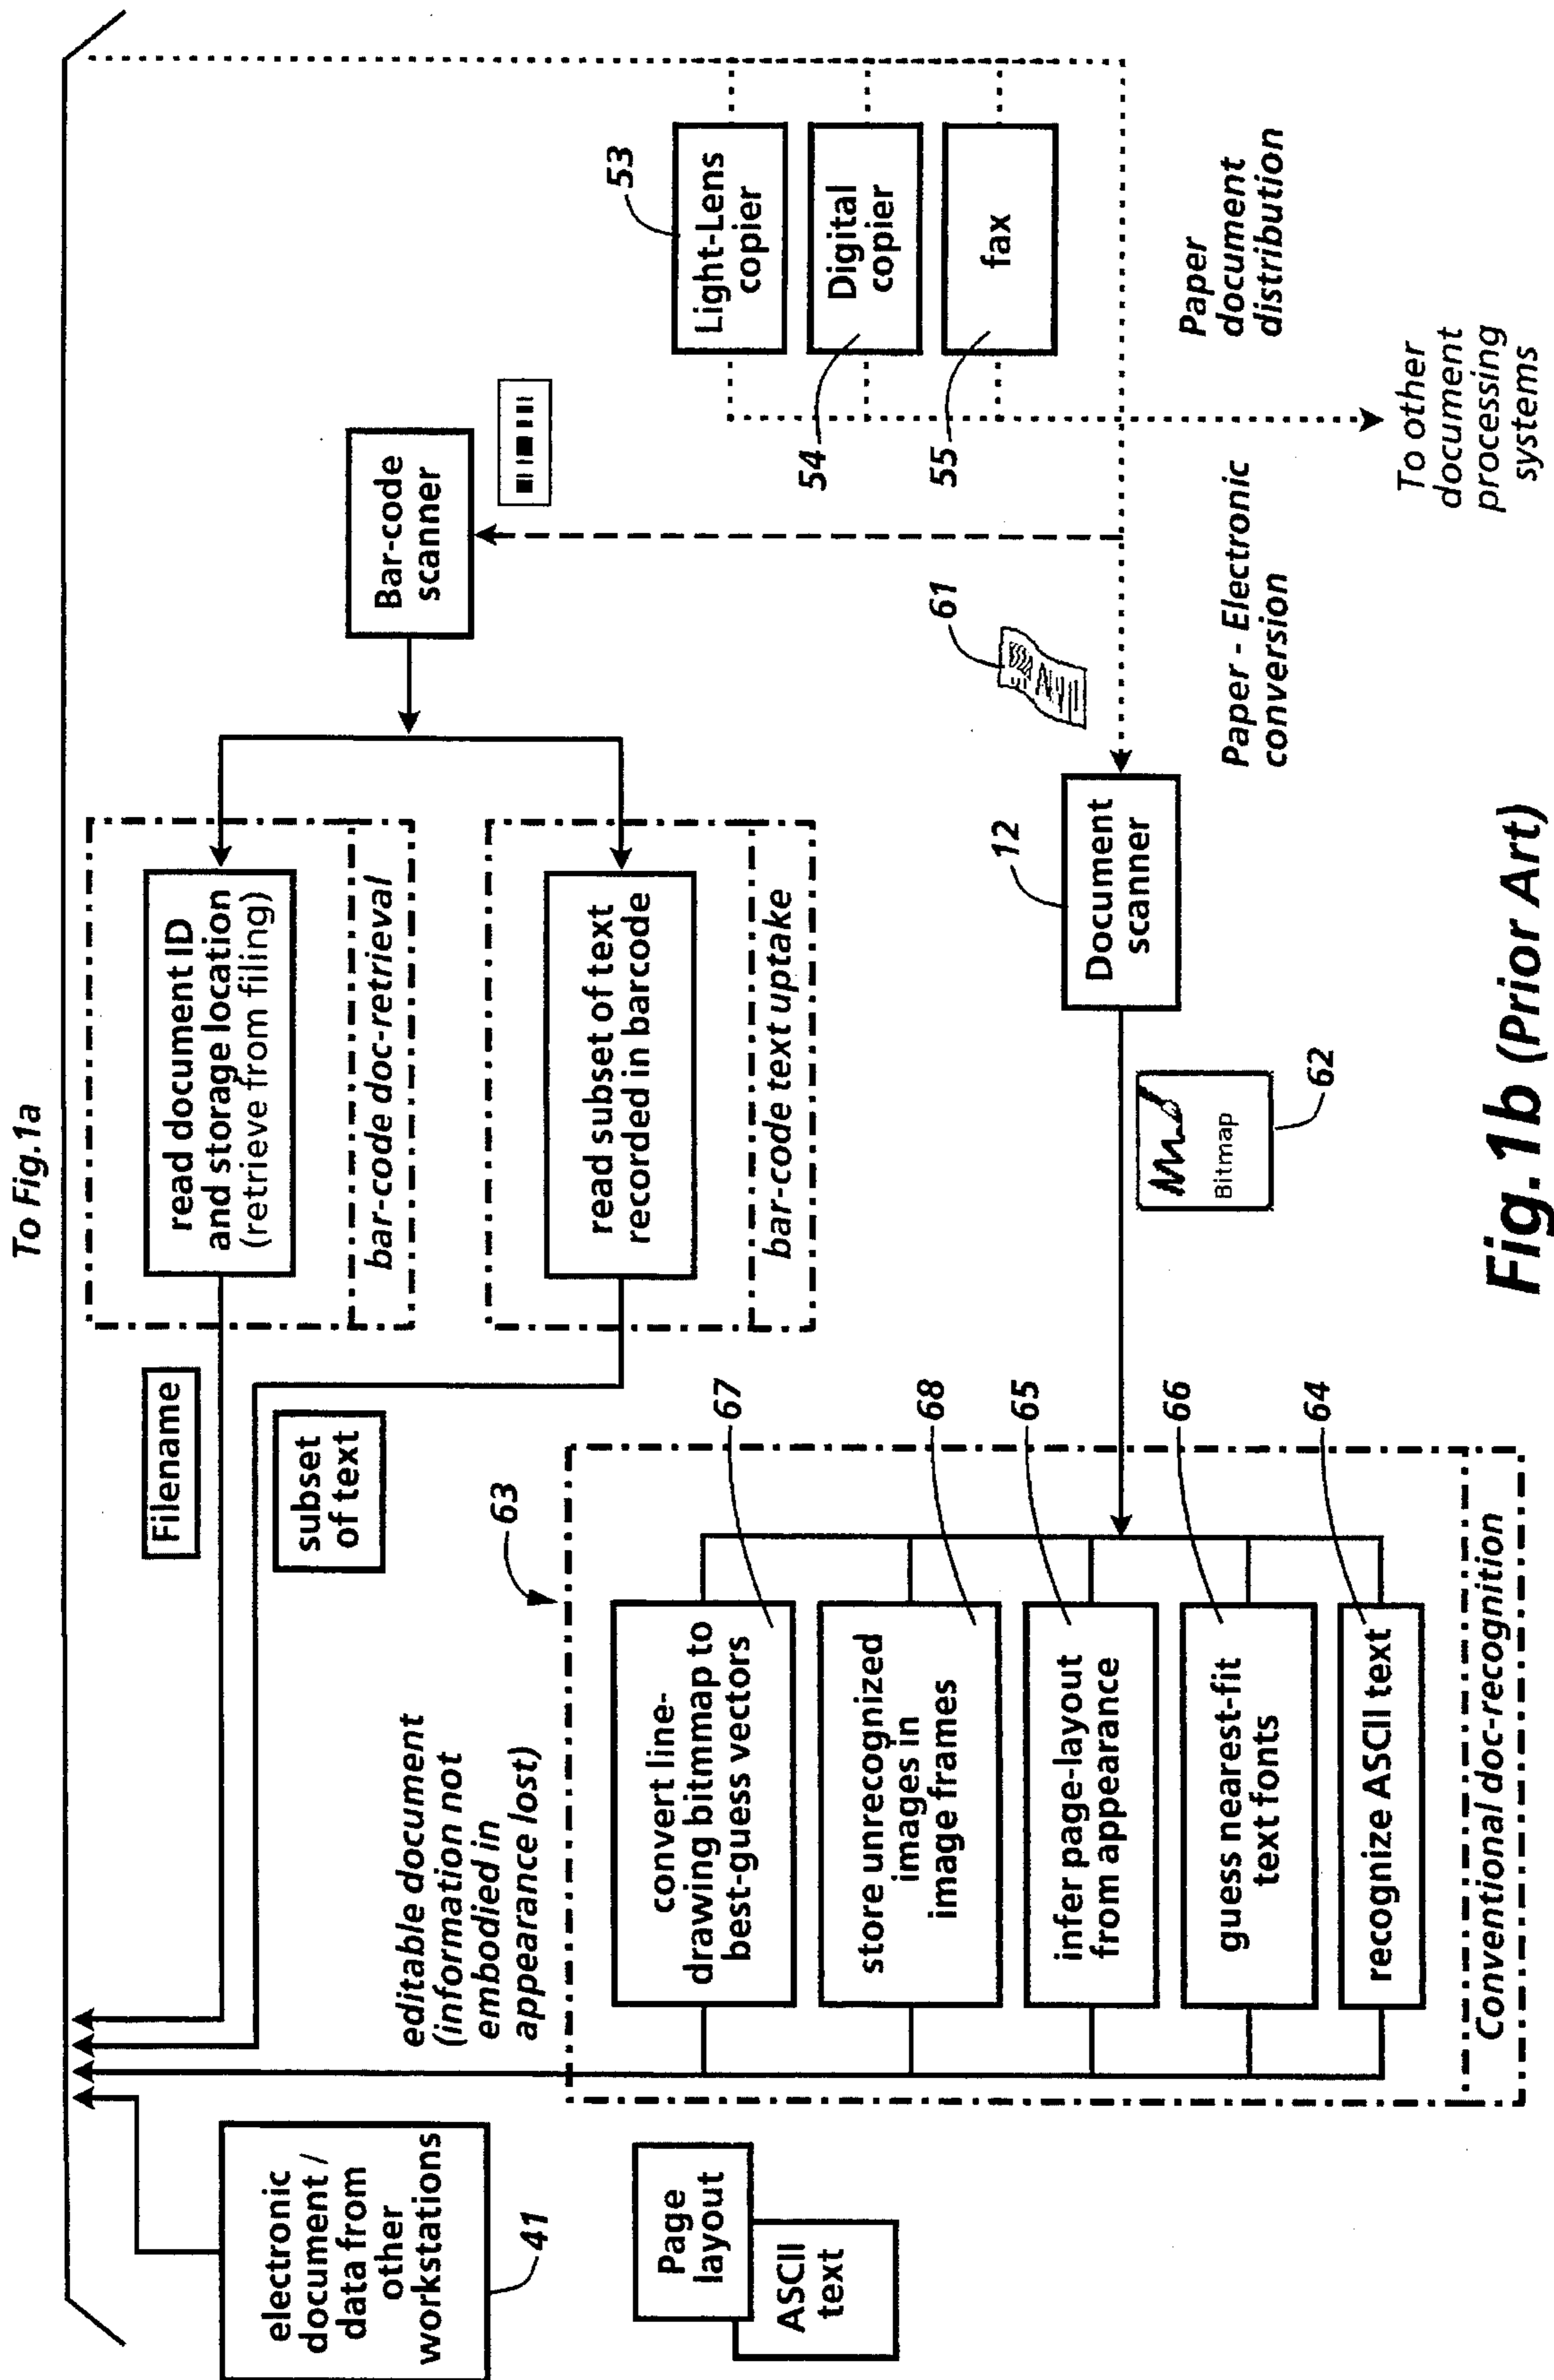 To Fig.1a
electronic
document /
data from
other
workstations
41
Page
layout
ASCII
text
Filename
subset
of text
editable document
(information not
embodied in
appearance lost)
63
convert line-
drawing bitmmap to
best-guess vectors
67
store unrecognized
images in
image frames
68
infer page-layout
from appearance
65
guess nearest-fit
text fonts
66
recognize ASCII text
64
Conventional doc-recognition
read document ID
and storage location
(retrieve from filling)
bar-code doc-retrieval
read subset of text
recorded in barcode
bar-code text uptake
Bar-code
scanner
Document
scanner
12
Bitmap
62
61
Paper - Electronic
conversion
Light-Lens
copier
53
Digital
copier
54
fax
55
Paper
document
distribution
To other
document
processing
systems
Fig.1b (Prior Art)